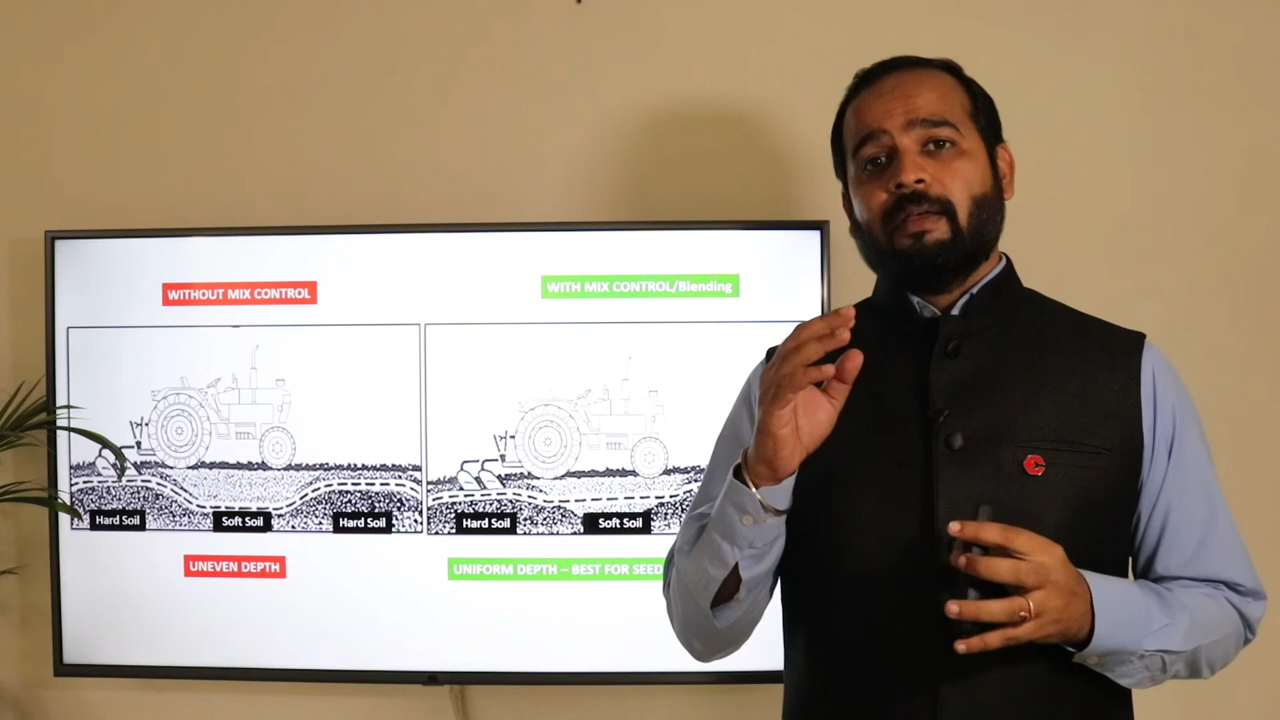 WITHOUT MIX CONTROL
WITH MIX CONTROL/Blending
Hard Soil
Soft Soil
Hard Soil
Hard Soil
Soft Soil
UNEVEN DEPTH
UNIFORM DEPTH – BEST FOR SEED